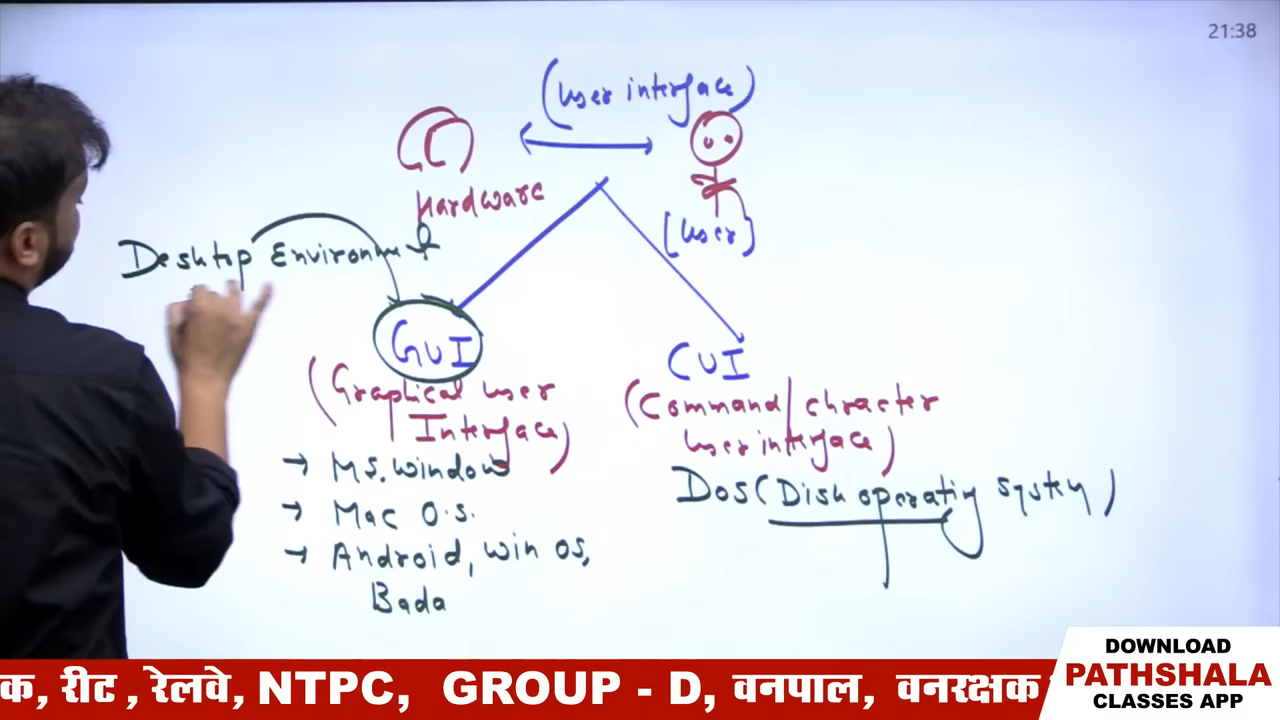 21:38
(User interface)
Hardware
[User]
Desktop Environment
GUI
(Graphical user
Interface)
→ MS. Window
→ Mac O.S.
→ Android, Win OS,
Bada
CUI
(Command/chracter
user interface)
Dos (Disk operating system)
क, रीट, रेलवे, NTPC, GROUP - D, वनपाल, वनरक्षक
DOWNLOAD
PATHSHALA
CLASSES APP